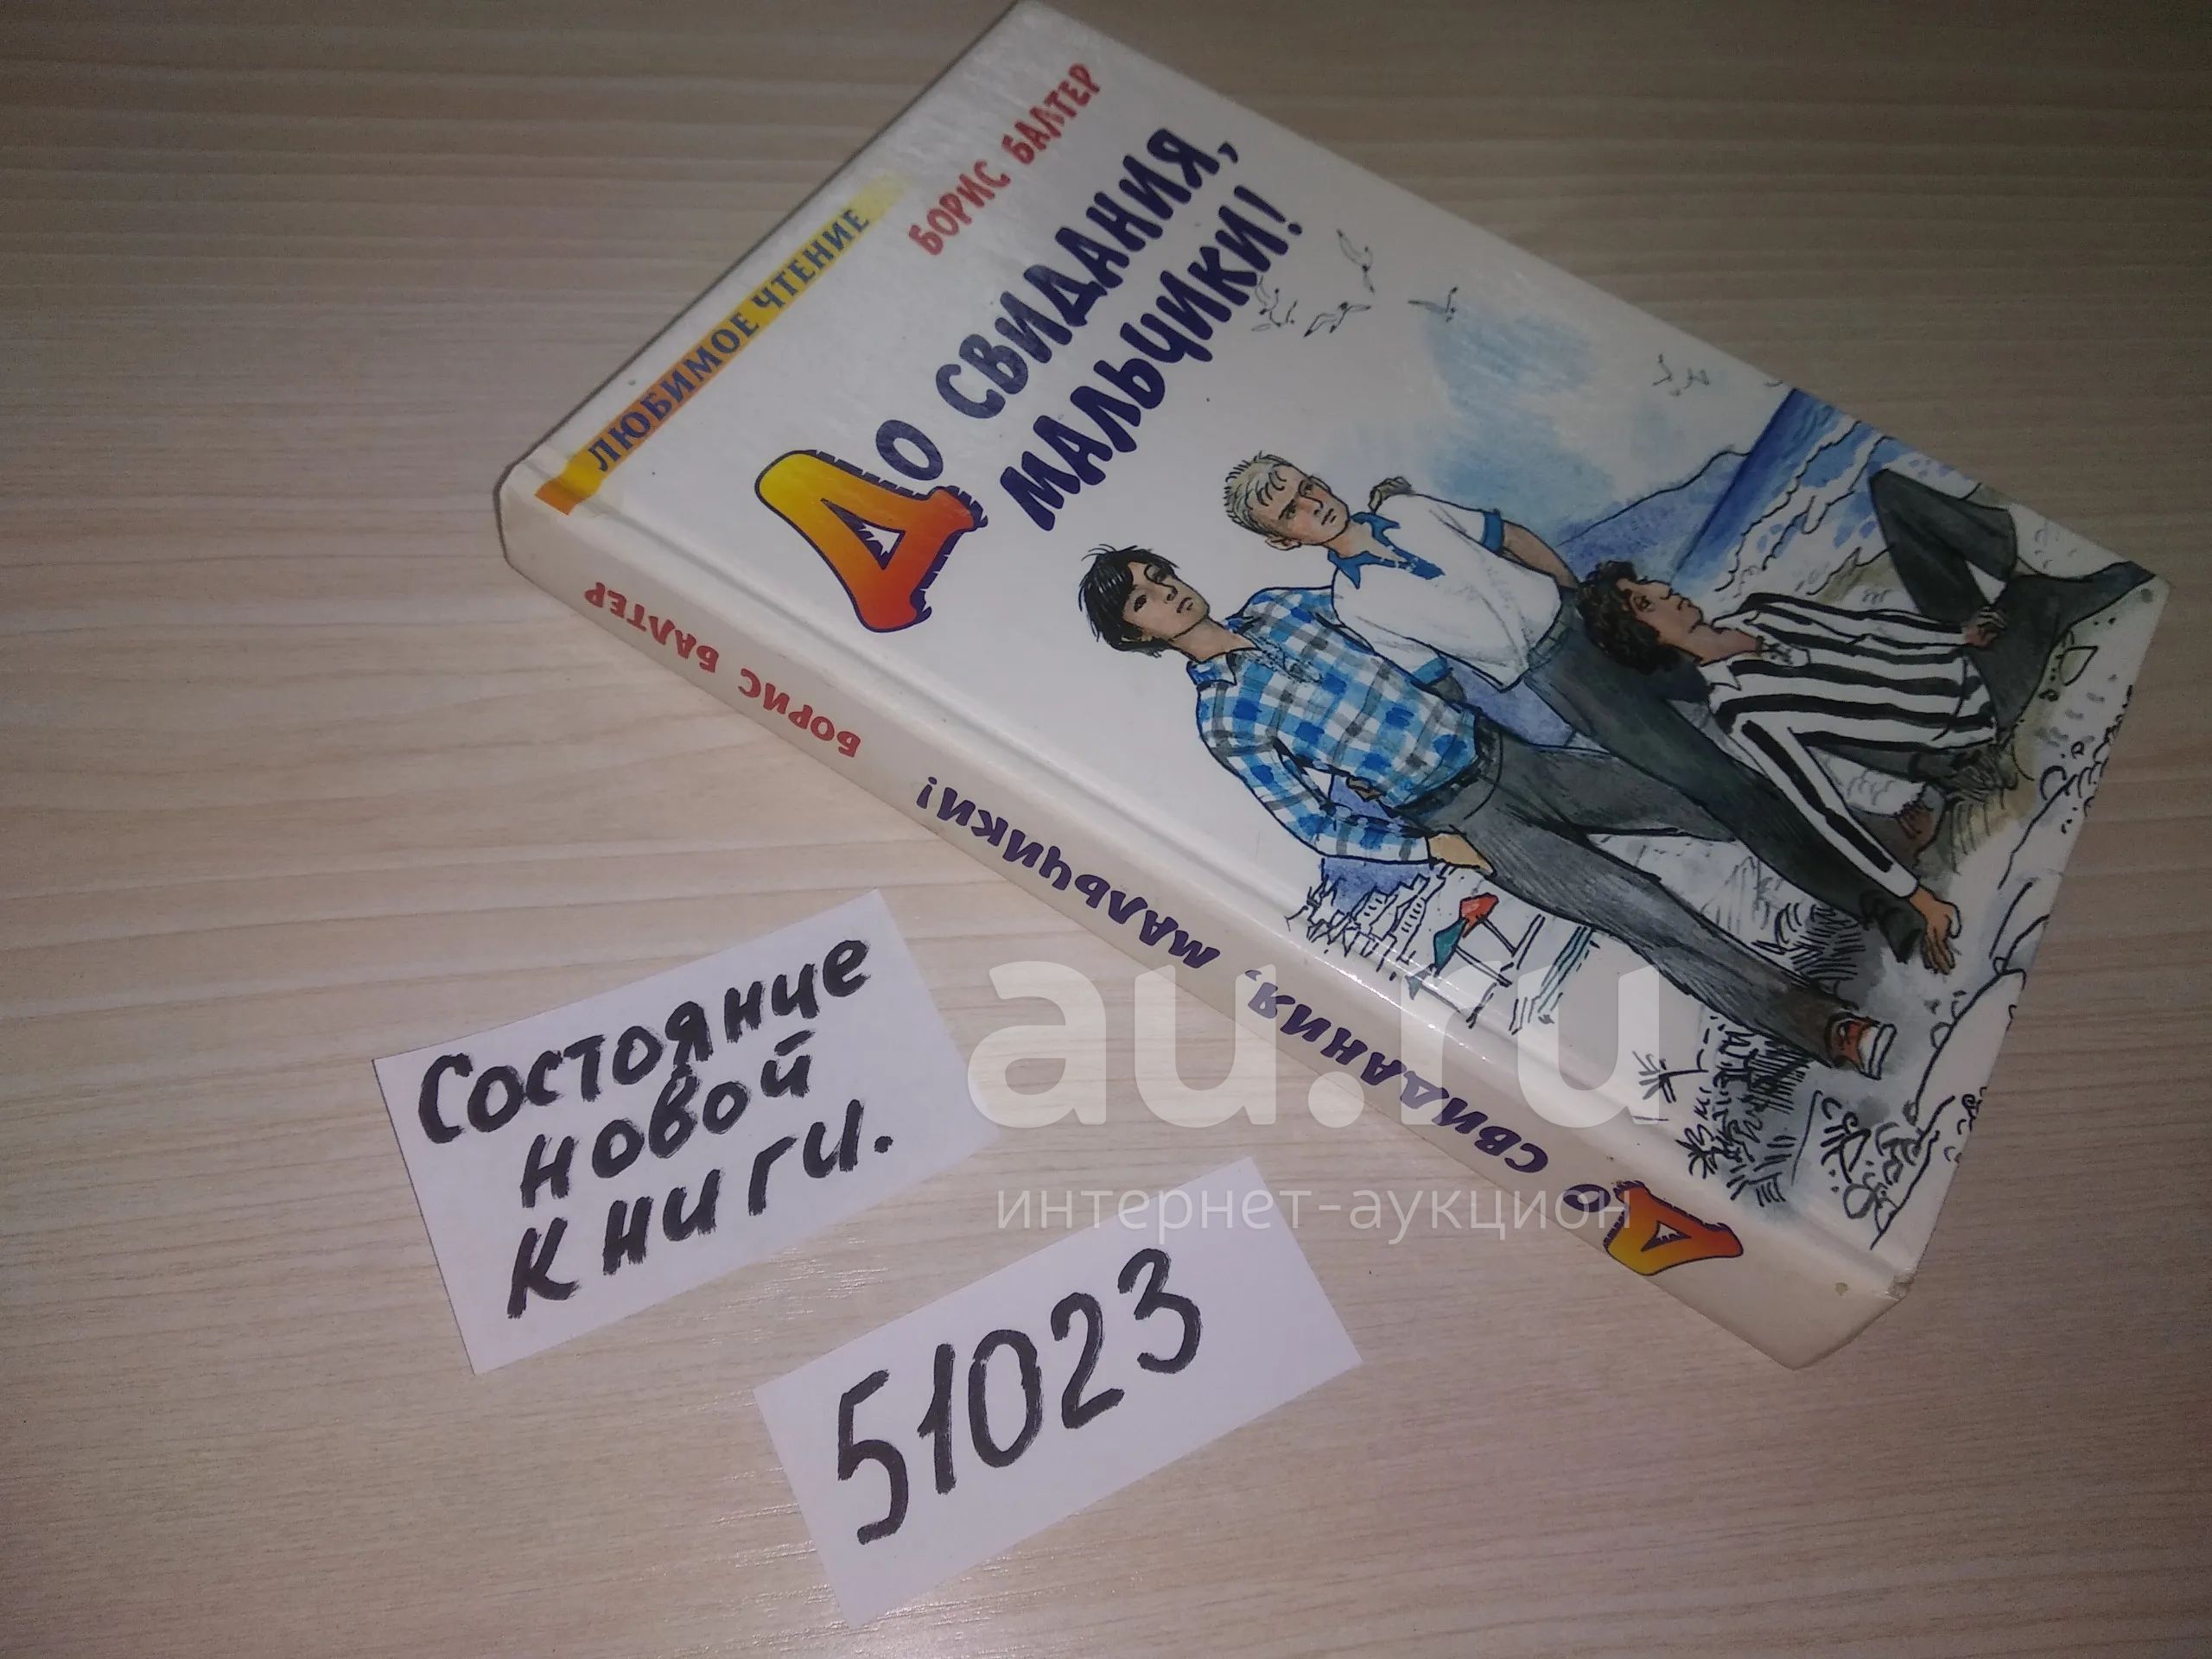 ЛЮБИМОЕ ЧТЕНИЕ
БОРИС БАЛТЕР
ДО СВИДАНИЯ,
МАЛЬЧИКИ!
БОРИС БАЛТЕР ДО СВИДАНИЯ, МАЛЬЧИКИ!
Состояние
новой
книги.
51023
au.ru
интернет-аукцион